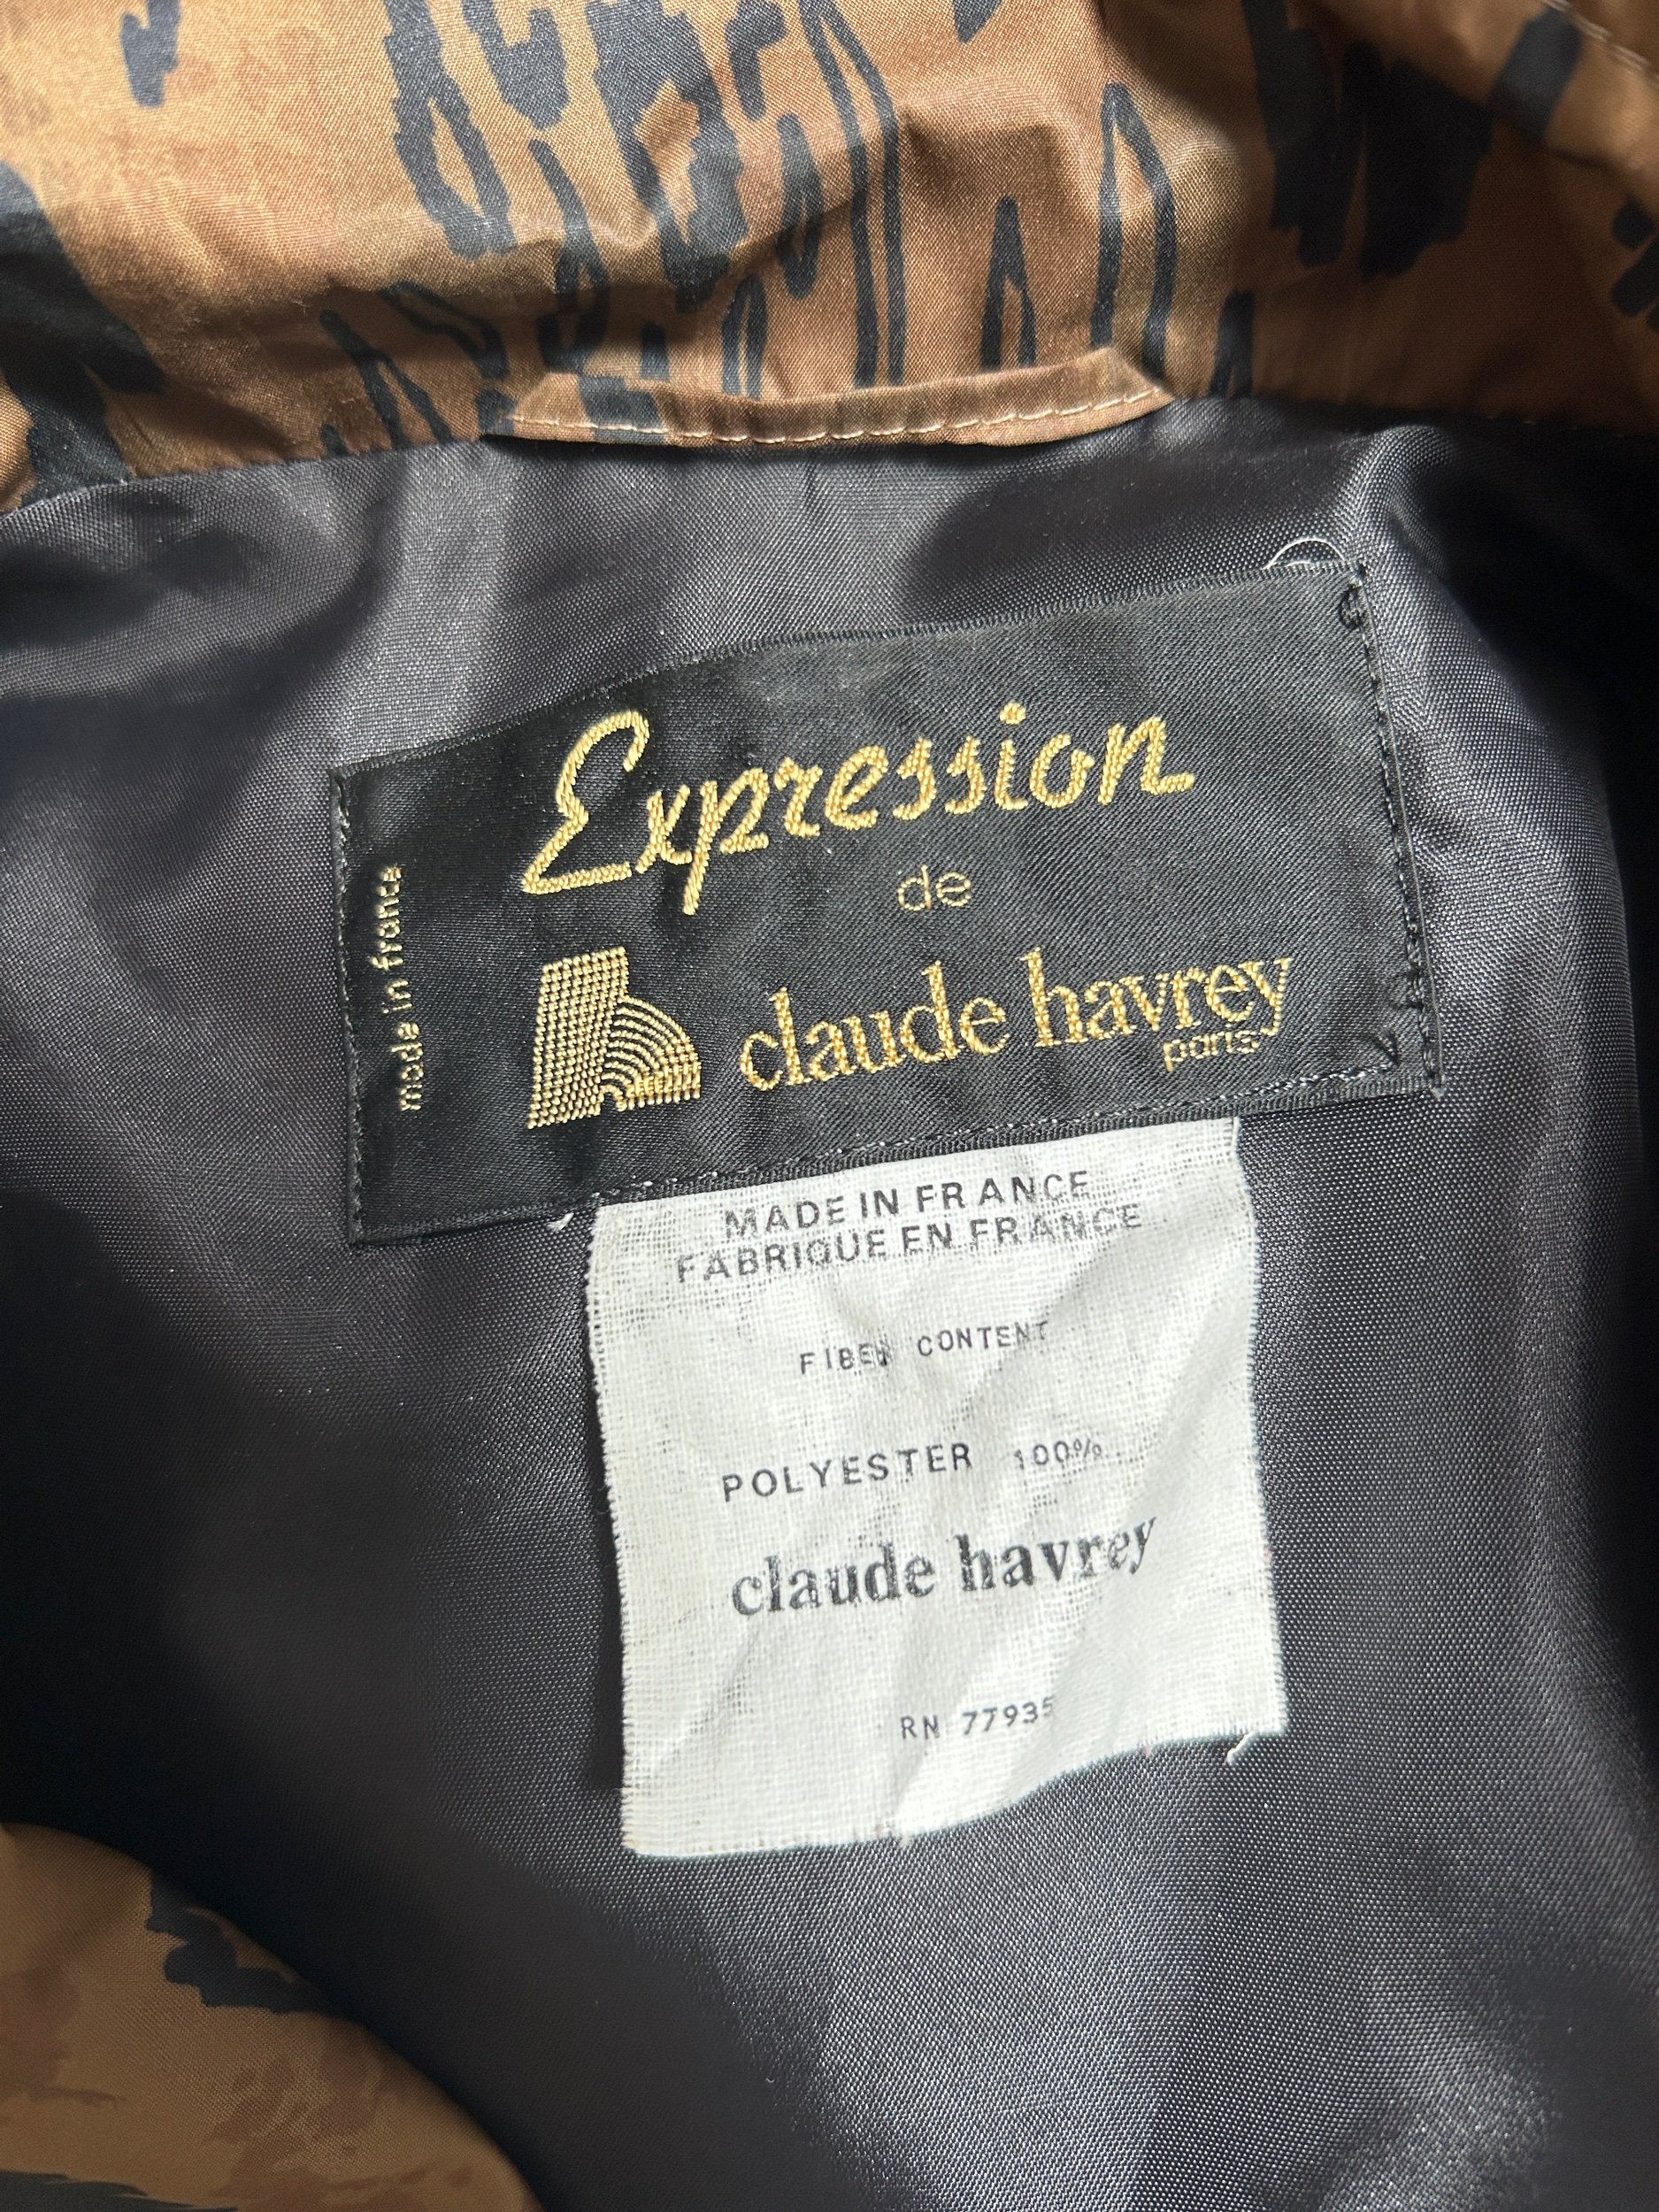 Expression
de
claude havrey
paris
made in france
MADE IN FRANCE
FABRIQUE EN FRANCE
FIBER CONTENT
POLYESTER 100%
claude havrey
RN 77935